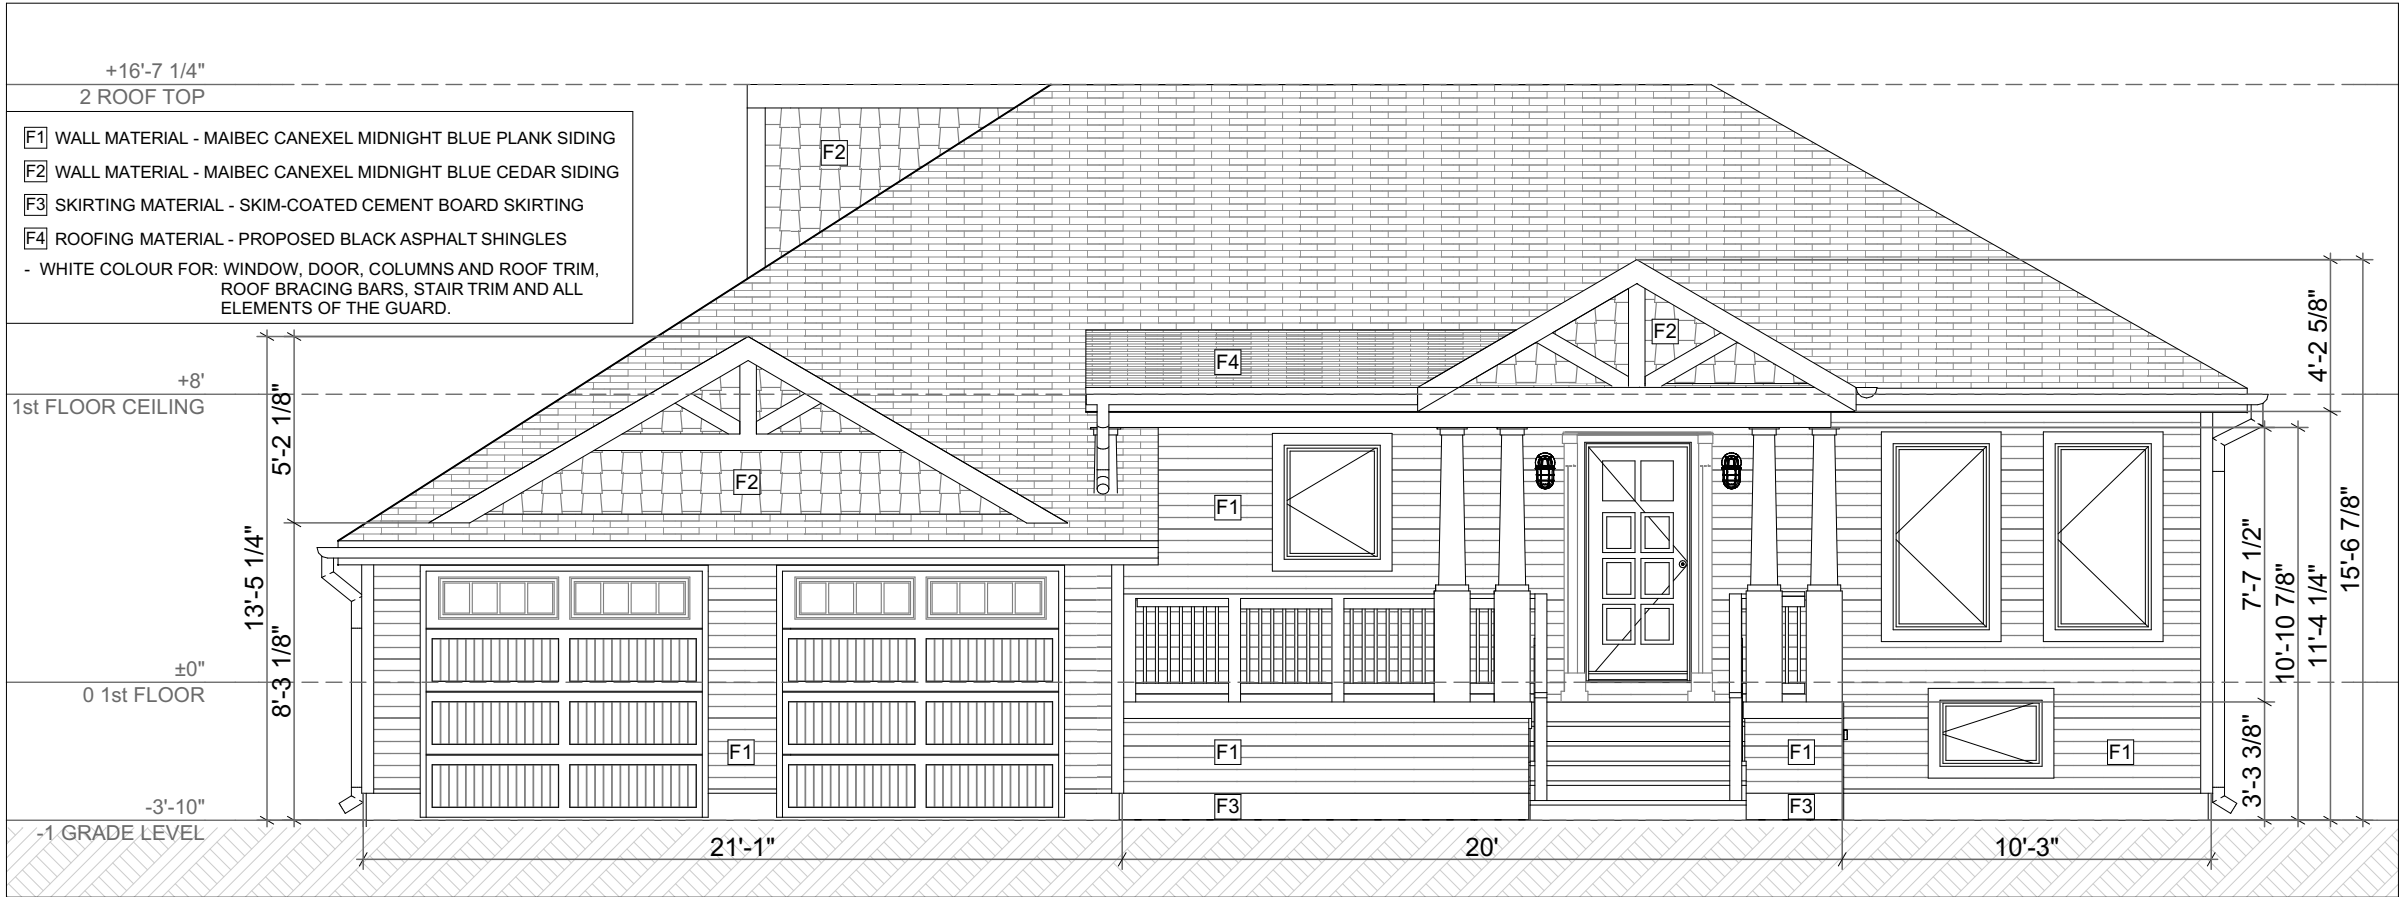 +16'-7 1/4"
2 ROOF TOP
F1 WALL MATERIAL - MAIBEC CANEXEL MIDNIGHT BLUE PLANK SIDING
F2 WALL MATERIAL - MAIBEC CANEXEL MIDNIGHT BLUE CEDAR SIDING
F3 SKIRTING MATERIAL - SKIM-COATED CEMENT BOARD SKIRTING
F4 ROOFING MATERIAL - PROPOSED BLACK ASPHALT SHINGLES
- WHITE COLOUR FOR: WINDOW, DOOR, COLUMNS AND ROOF TRIM,
ROOF BRACING BARS, STAIR TRIM AND ALL
ELEMENTS OF THE GUARD.
F2
+8'
1st FLOOR CEILING
5'-2 1/8"
13'-5 1/4"
8'-3 1/8"
F2
F4
F2
F1
4'-2 5/8"
15'-6 7/8"
7'-7 1/2"
10'-10 7/8"
11'-4 1/4"
3'-3 3/8"
±0"
0 1st FLOOR
F1
F1
F1
F1
F3
F3
-3'-10"
-1 GRADE LEVEL
21'-1"
20'
10'-3"